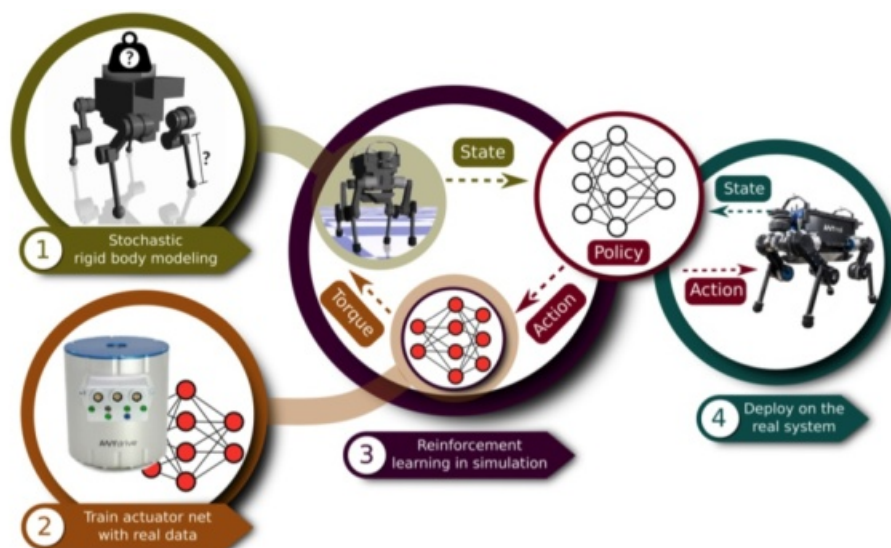 ?
?
1
Stochastic
rigid body modeling
2
Train actuator net
with real data
ANYdrive
State
Policy
Action
Torque
3
Reinforcement
learning in simulation
State
Action
4
Deploy on the
real system